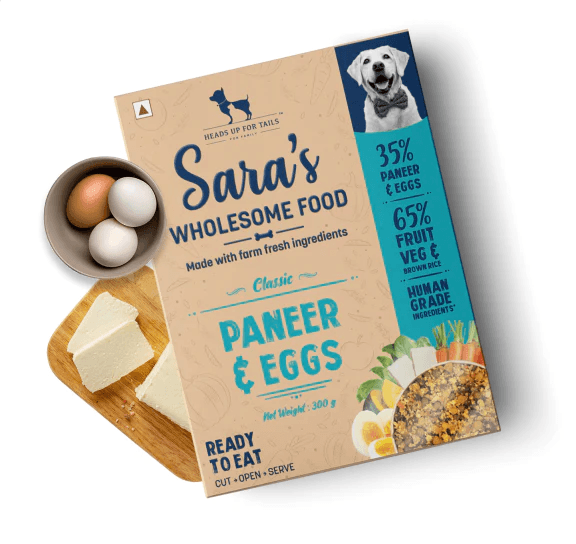 HEADS UP FOR TAILS
Sara's
WHOLESOME FOOD
Made with farm fresh ingredients
Classic
PANEER
& EGGS
Net Weight : 300 g
READY
TO EAT
CUT + OPEN + SERVE
35%
PANEER
& EGGS
65%
FRUIT
VEG &
BROWN RICE
HUMAN
GRADE
INGREDIENTS*